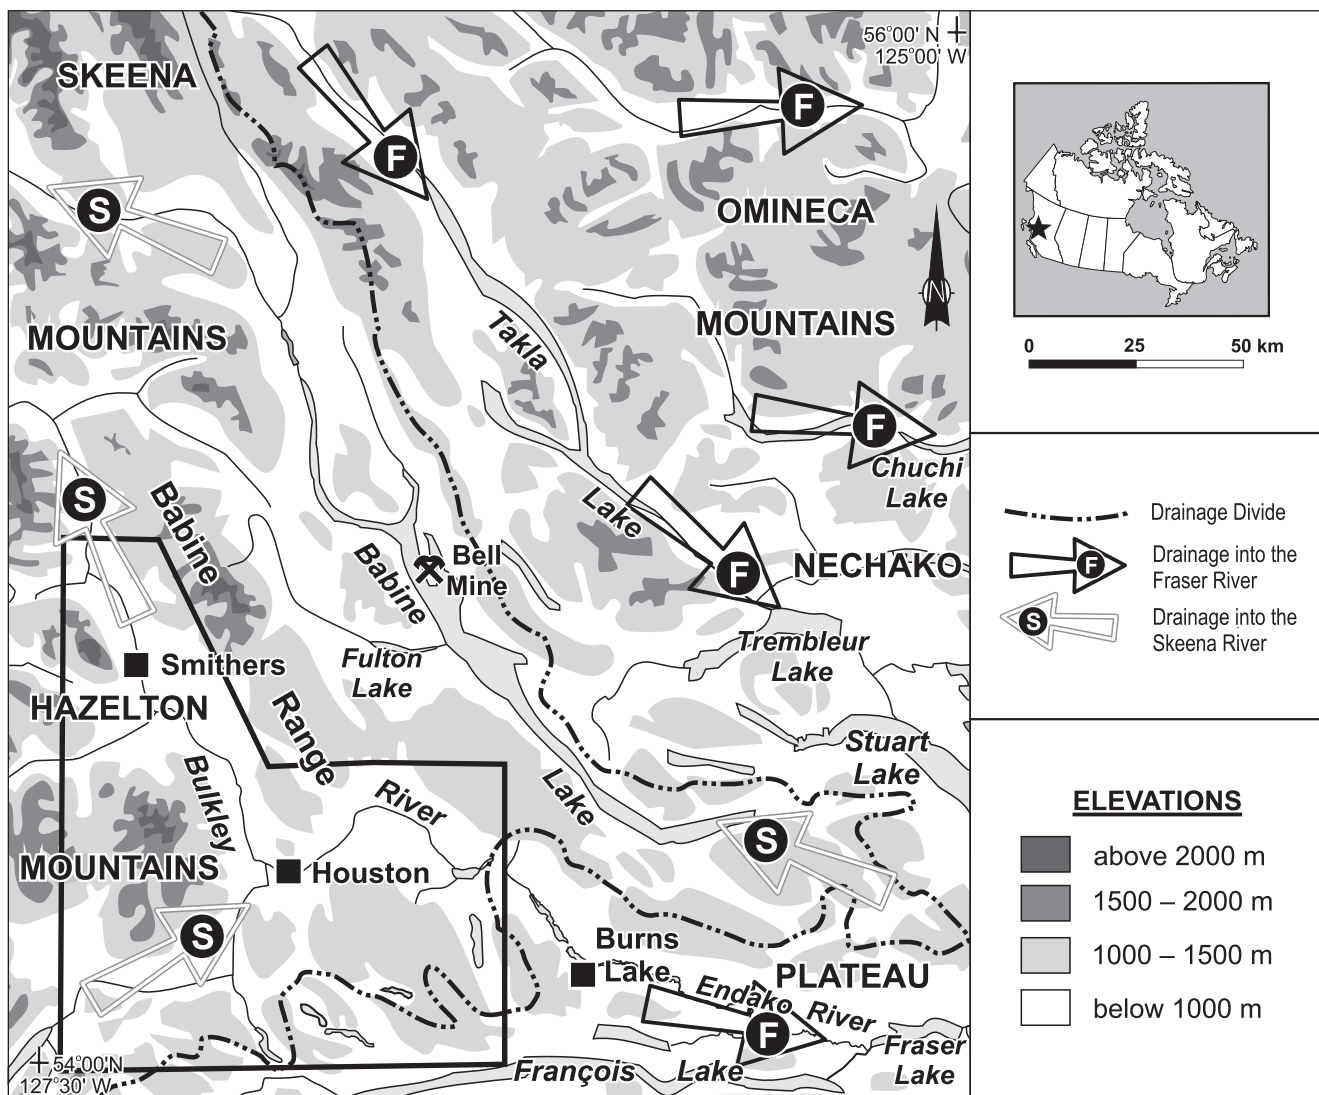 56°00' N
125°00' W
SKEENA
F
F
S
OMINECA
N
MOUNTAINS
MOUNTAINS
Takla
F
Chuchi
Lake
S
Babine
Lake
Bell
Mine
Babine
F
NECHAKO
Trembleur
Lake
Smithers
Fulton
Lake
HAZELTON
Range
Stuart
Lake
Bulkley
River
Lake
S
MOUNTAINS
Houston
S
Burns
Lake
PLATEAU
Endako River
F
Fraser
Lake
François Lake
54°00'N
127°30' W
0 25 50 km
Drainage Divide
F
Drainage into the
Fraser River
S
Drainage into the
Skeena River
ELEVATIONS
above 2000 m
1500 – 2000 m
1000 – 1500 m
below 1000 m